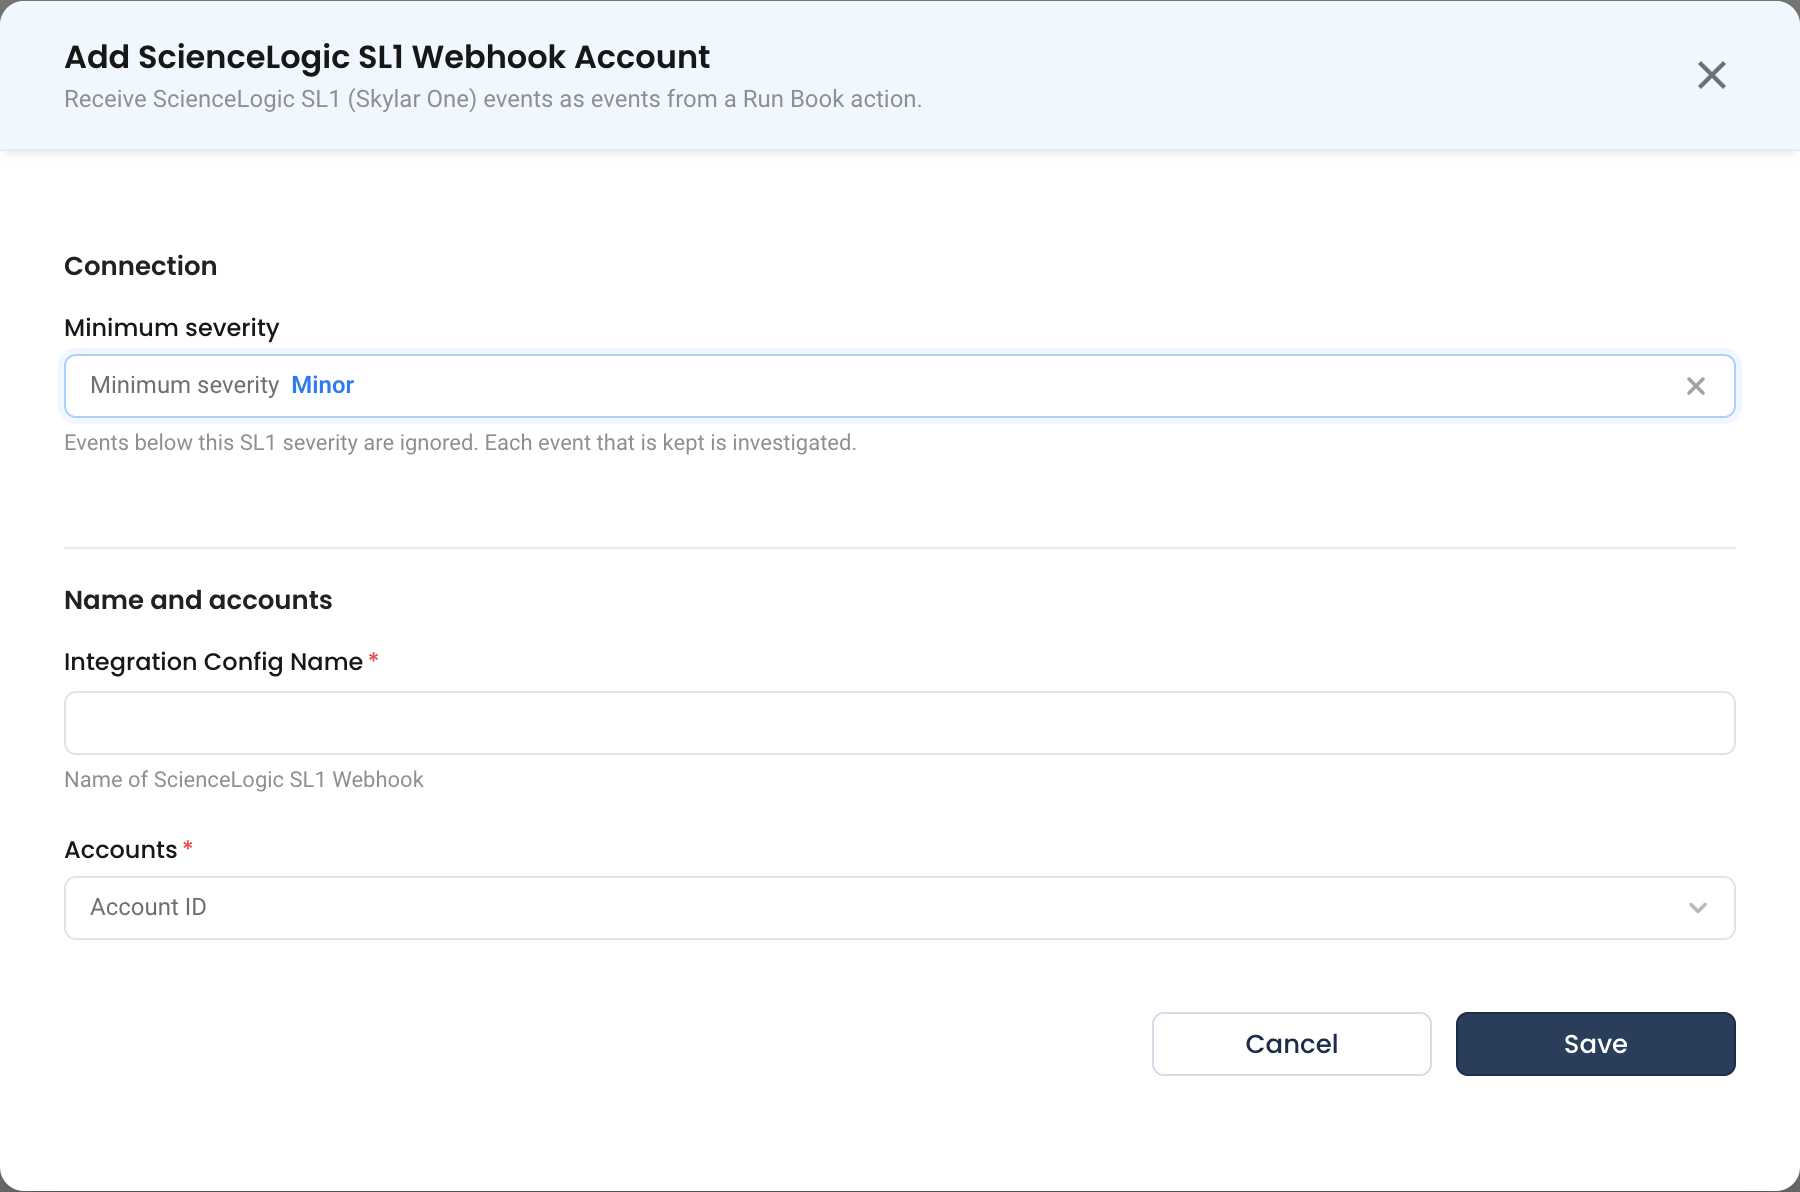 Add ScienceLogic SL1 Webhook Account
Receive ScienceLogic SL1 (Skylar One) events as events from a Run Book action.
Connection
Minimum severity
Minimum severity Minor
Events below this SL1 severity are ignored. Each event that is kept is investigated.
Name and accounts
Integration Config Name *
Name of ScienceLogic SL1 Webhook
Accounts *
Account ID
Cancel
Save